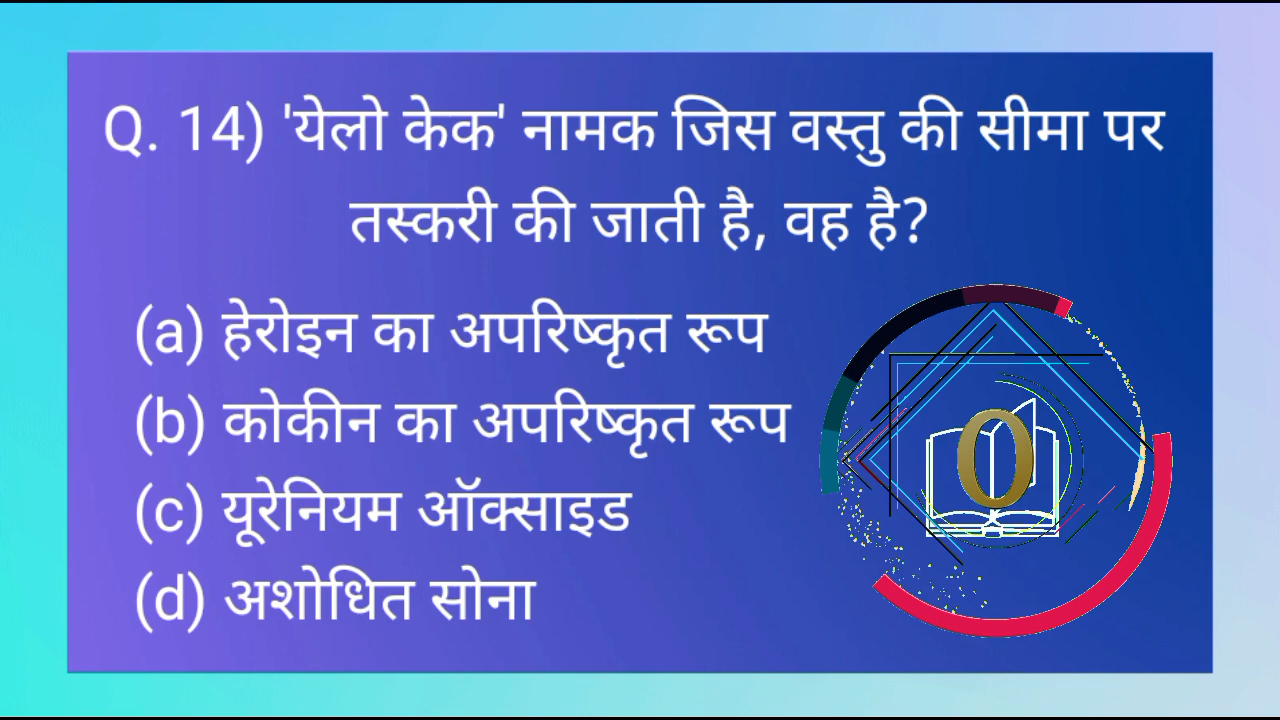 Q. 14) 'येलो केक' नामक जिस वस्तु की सीमा पर
तस्करी की जाती है, वह है?
(a) हेरोइन का अपरिष्कृत रूप
(b) कोकीन का अपरिष्कृत रूप
(c) यूरेनियम ऑक्साइड
(d) अशोधित सोना
0